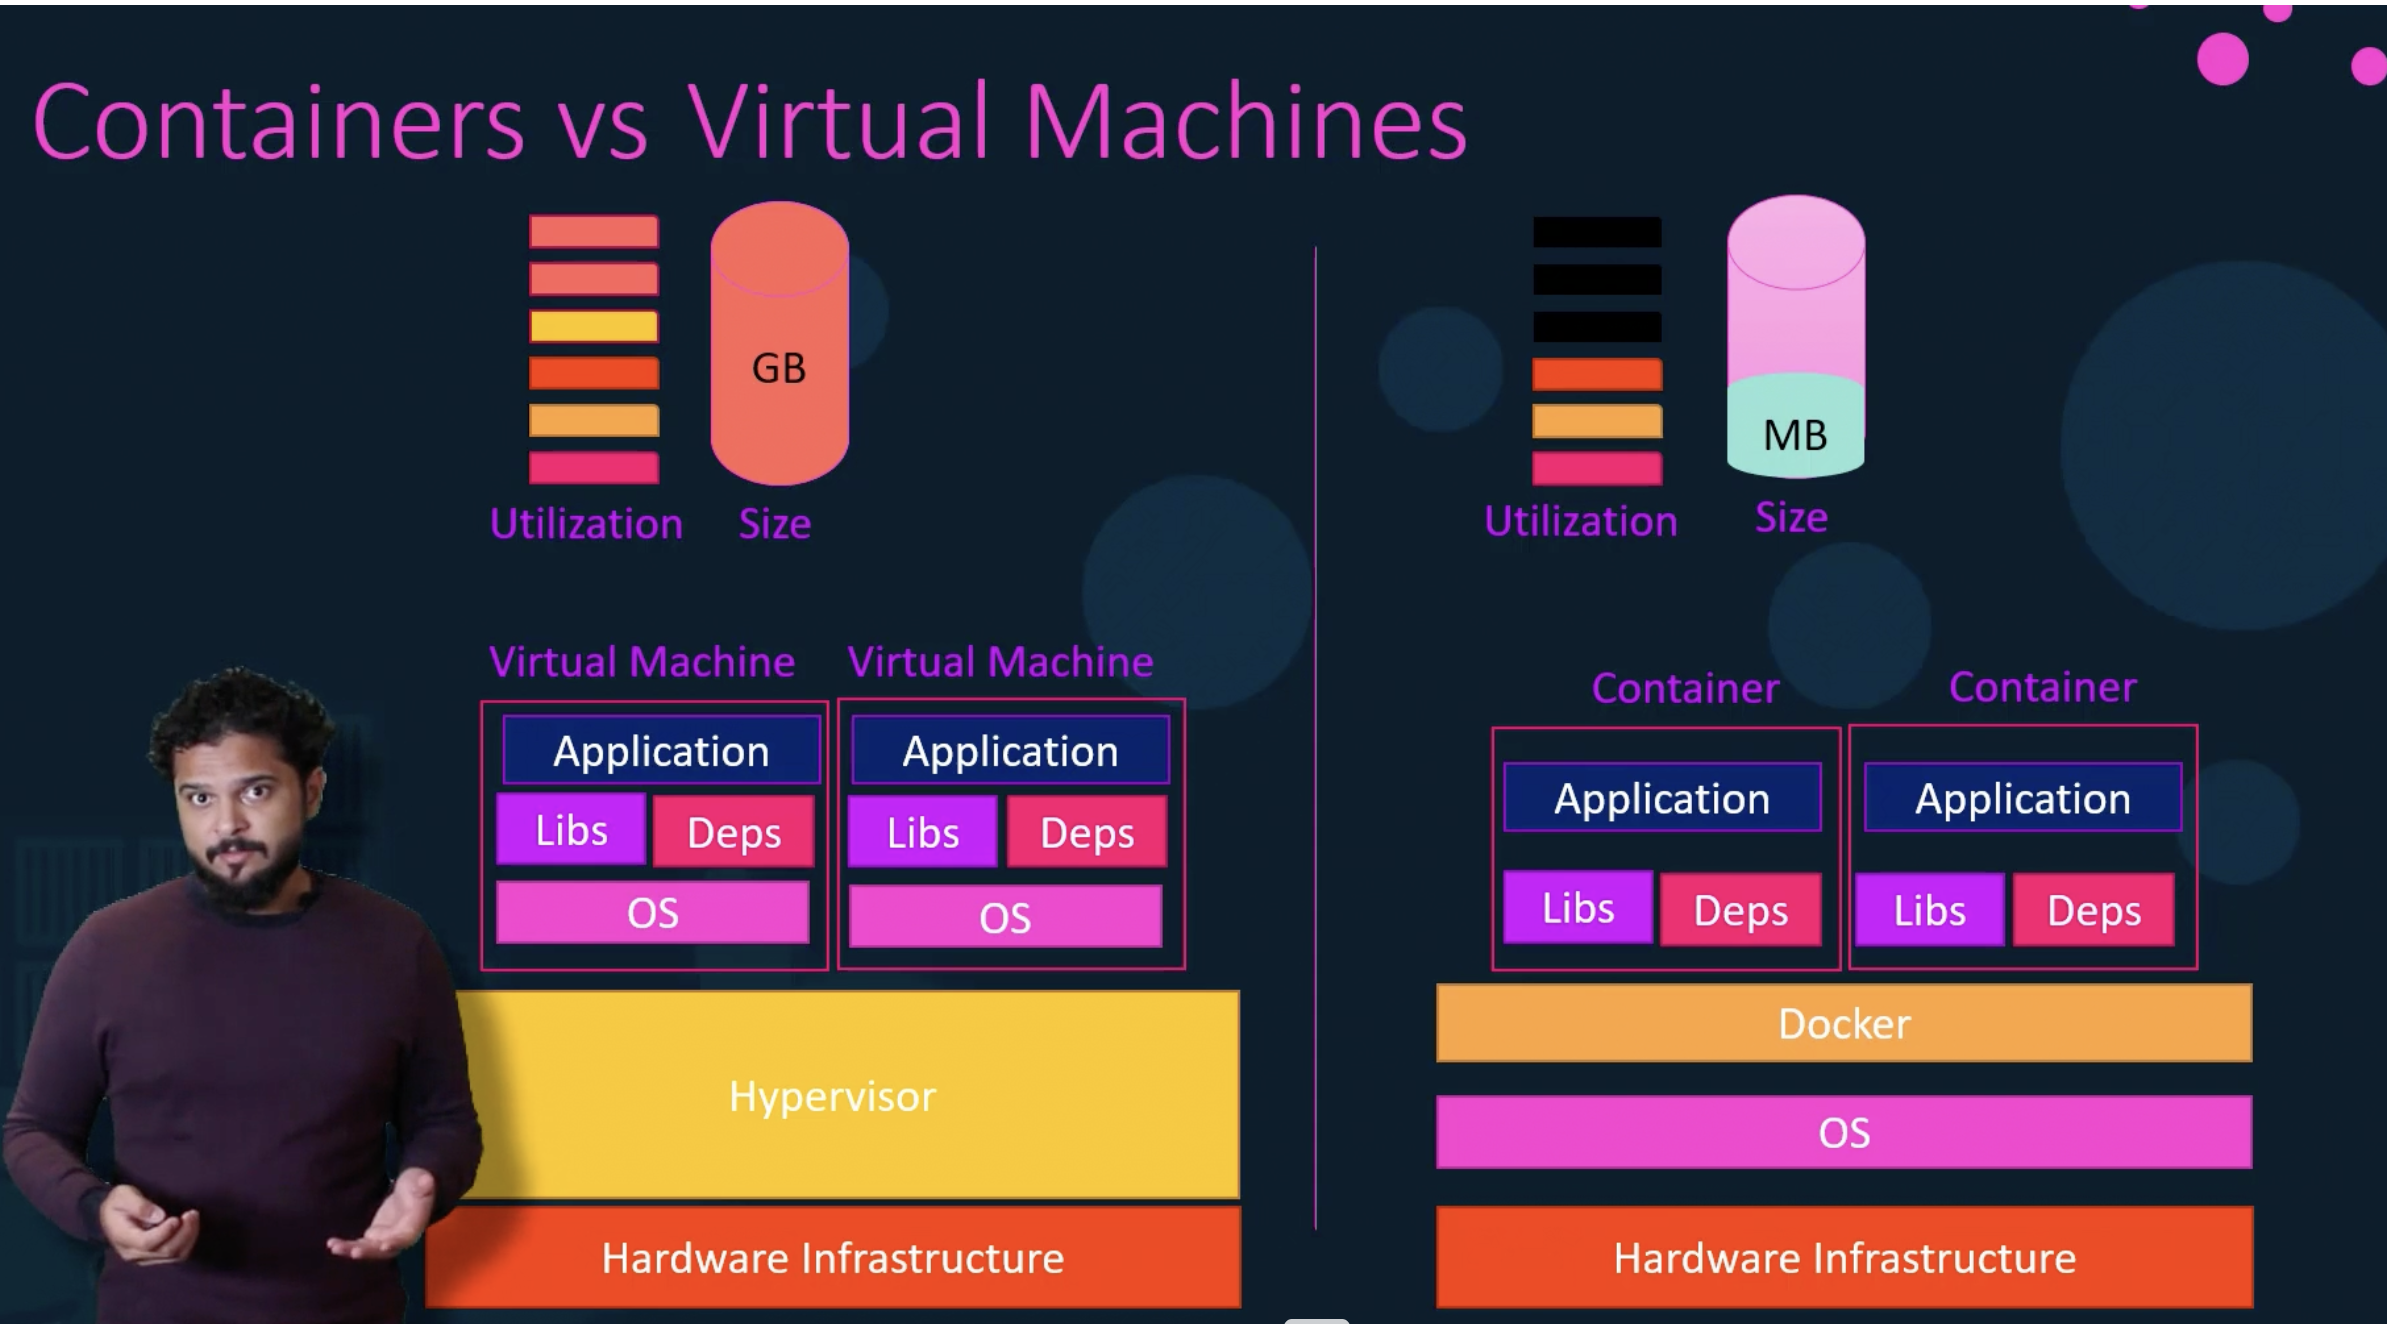 Containers vs Virtual Machines
GB
Utilization
Size
Virtual Machine
Virtual Machine
Application
Application
Libs
Deps
Libs
Deps
OS
OS
Hypervisor
Hardware Infrastructure
MB
Utilization
Size
Container
Container
Application
Application
Libs
Deps
Libs
Deps
Docker
OS
Hardware Infrastructure